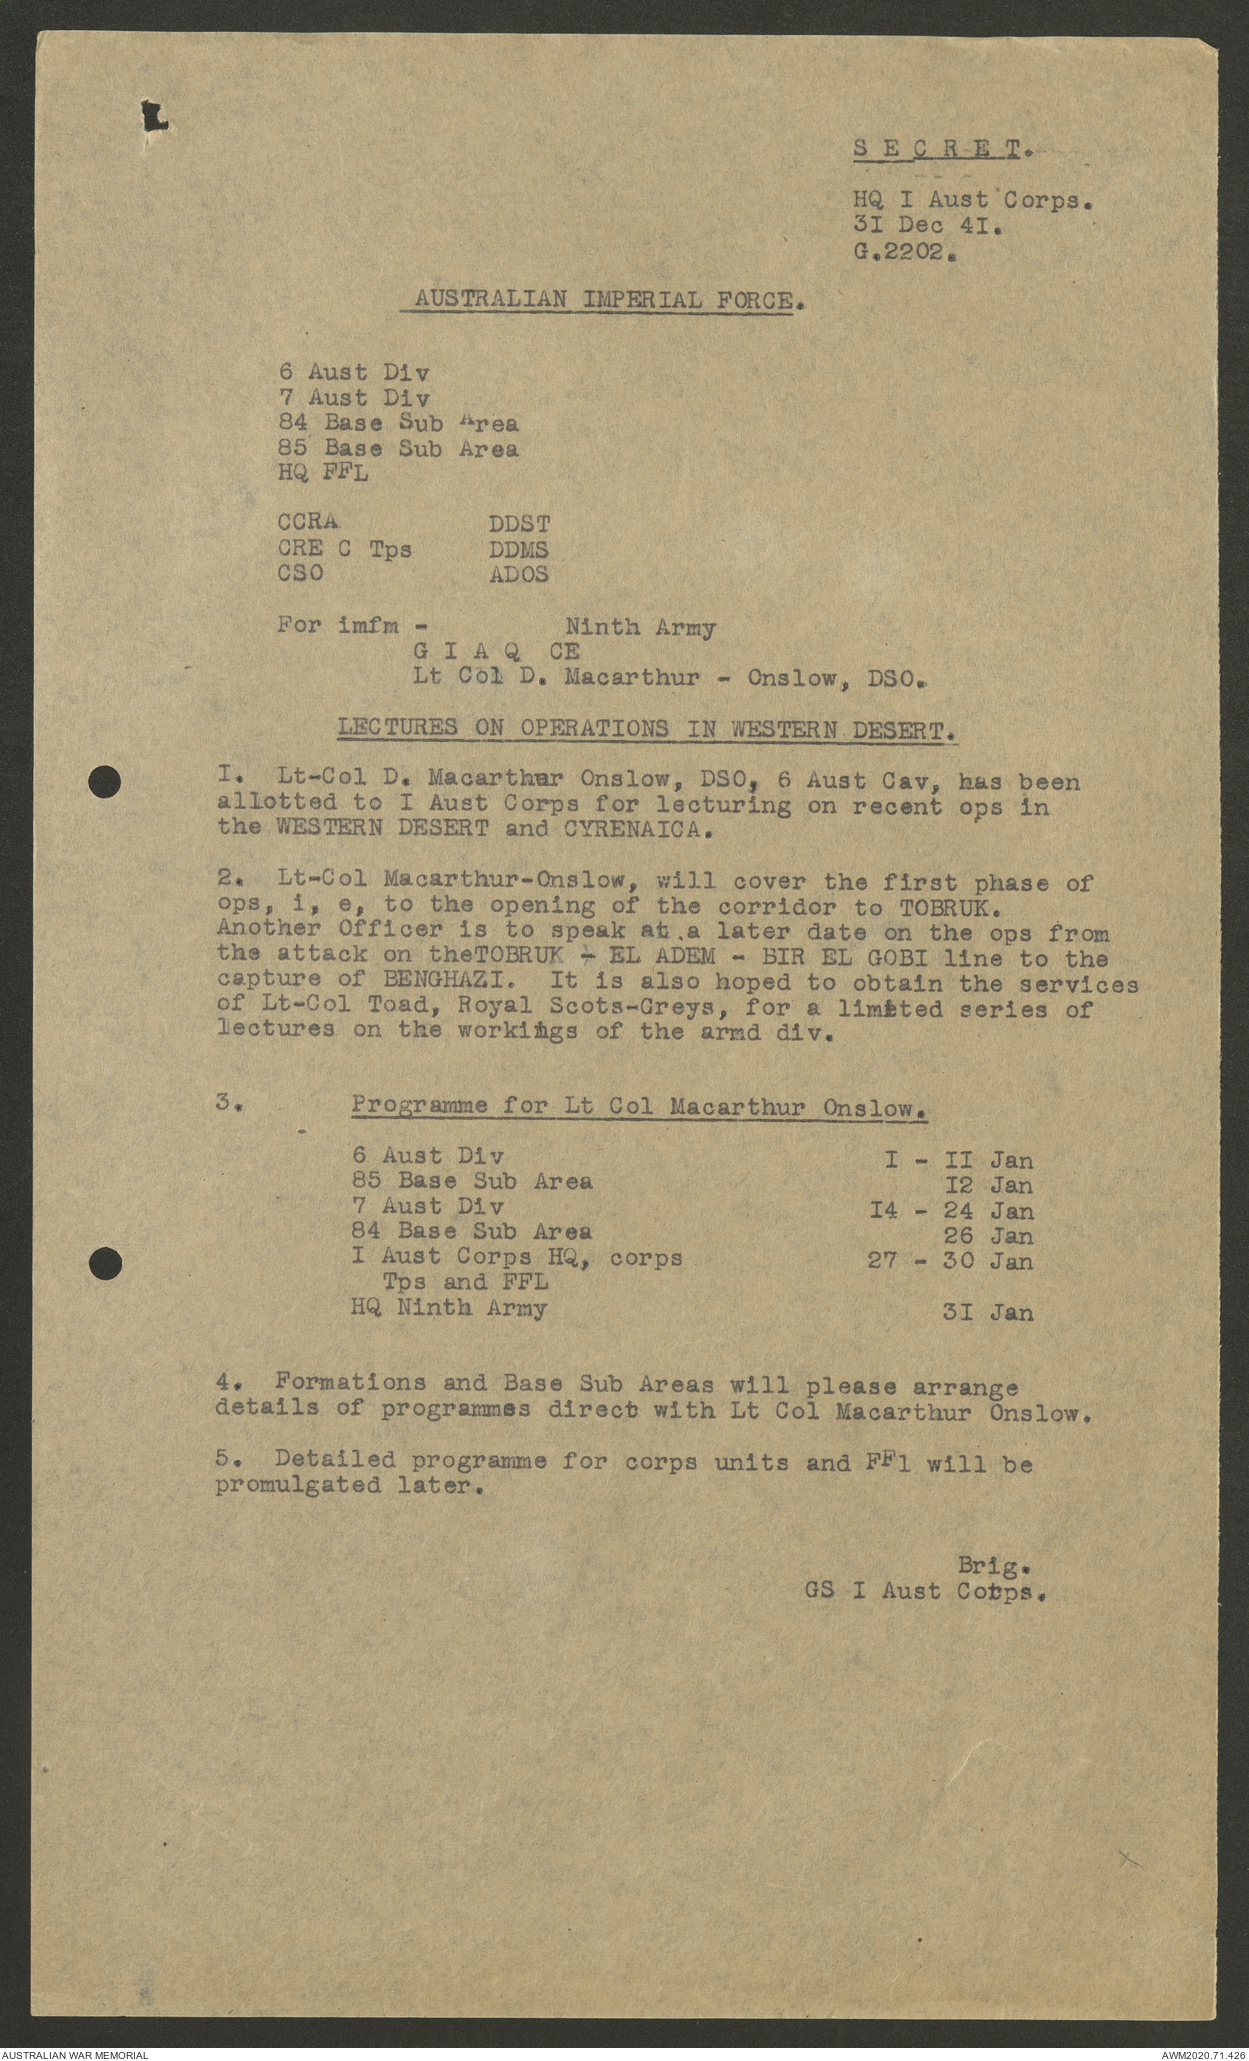 S E C R E T.
HQ I Aust Corps.
3I Dec 4I.
G.2202.
AUSTRALIAN IMPERIAL FORCE.
6 Aust Div
7 Aust Div
84 Base Sub Area
85 Base Sub Area
HQ FFL
CCRA DDST
CRE C Tps DDMS
CSO ADOS
For imfm - Ninth Army
G I A Q CE
Lt Col D. Macarthur - Onslow, DSO.
LECTURES ON OPERATIONS IN WESTERN DESERT.
I. Lt-Col D. Macarthur Onslow, DSO, 6 Aust Cav, has been
allotted to I Aust Corps for lecturing on recent ops in
the WESTERN DESERT and CYRENAICA.
2. Lt-Col Macarthur-Onslow, will cover the first phase of
ops, i, e, to the opening of the corridor to TOBRUK.
Another Officer is to speak at a later date on the ops from
the attack on theTOBRUK - EL ADEM - BIR EL GOBI line to the
capture of BENGHAZI. It is also hoped to obtain the services
of Lt-Col Toad, Royal Scots-Greys, for a limited series of
lectures on the workings of the armd div.
3. Programme for Lt Col Macarthur Onslow.
6 Aust Div I - II Jan
85 Base Sub Area I2 Jan
7 Aust Div I4 - 24 Jan
84 Base Sub Area 26 Jan
I Aust Corps HQ, corps 27 - 30 Jan
Tps and FFL
HQ Ninth Army 3I Jan
4. Formations and Base Sub Areas will please arrange
details of programmes direct with Lt Col Macarthur Onslow.
5. Detailed programme for corps units and FFl will be
promulgated later.
Brig.
GS I Aust Corps.
AUSTRALIAN WAR MEMORIAL AWM2020.71.426